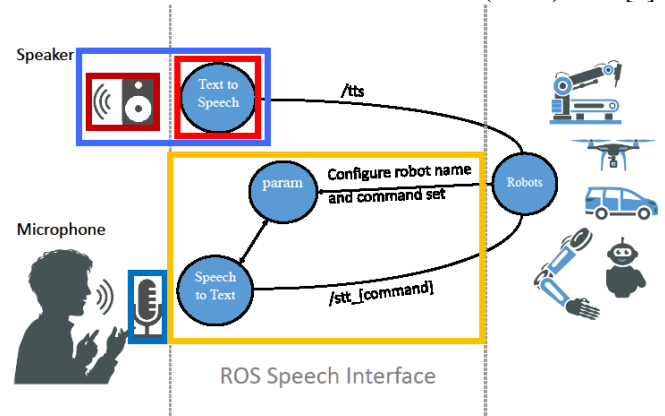 Speaker
Text to
Speech
/tts
param
Configure robot name
and command set
Robots
Microphone
Speech
to Text
/stt_[command]
ROS Speech Interface